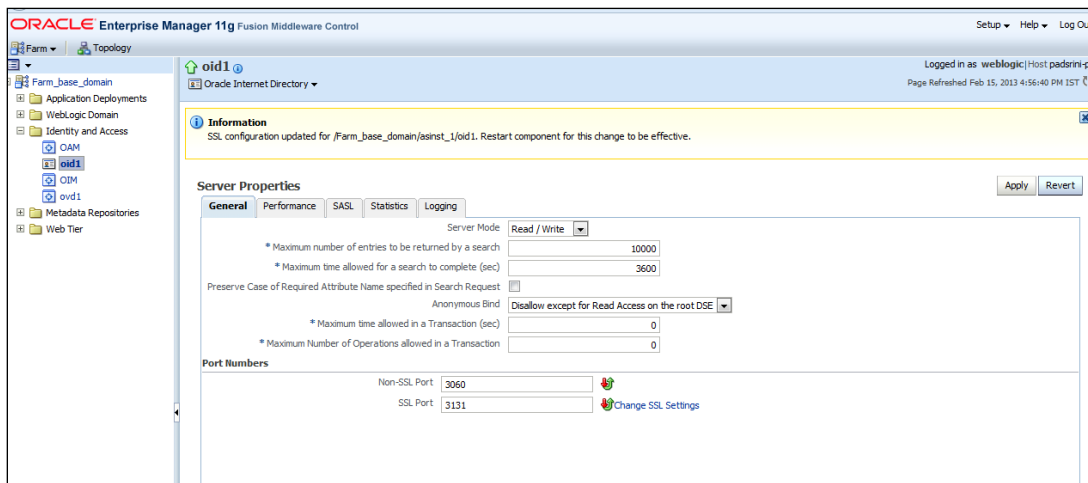 ORACLE Enterprise Manager 11g Fusion Middleware Control
Setup Help Log Ou
Farm Topology
Farm_base_domain
Application Deployments
WebLogic Domain
Identity and Access
OAM
oid1
OIM
ovd1
Metadata Repositories
Web Tier
oid1
Logged in as weblogic|Host padsrini-p
Oracle Internet Directory
Page Refreshed Feb 15, 2013 4:56:40 PM IST
Information
SSL configuration updated for /Farm_base_domain/asinst_1/oid1. Restart component for this change to be effective.
Server Properties
Apply Revert
General Performance SASL Statistics Logging
Server Mode Read / Write
* Maximum number of entries to be returned by a search 10000
* Maximum time allowed for a search to complete (sec) 3600
Preserve Case of Required Attribute Name specified in Search Request
Anonymous Bind Disallow except for Read Access on the root DSE
* Maximum time allowed in a Transaction (sec) 0
* Maximum Number of Operations allowed in a Transaction 0
Port Numbers
Non-SSL Port 3060
SSL Port 3131 Change SSL Settings